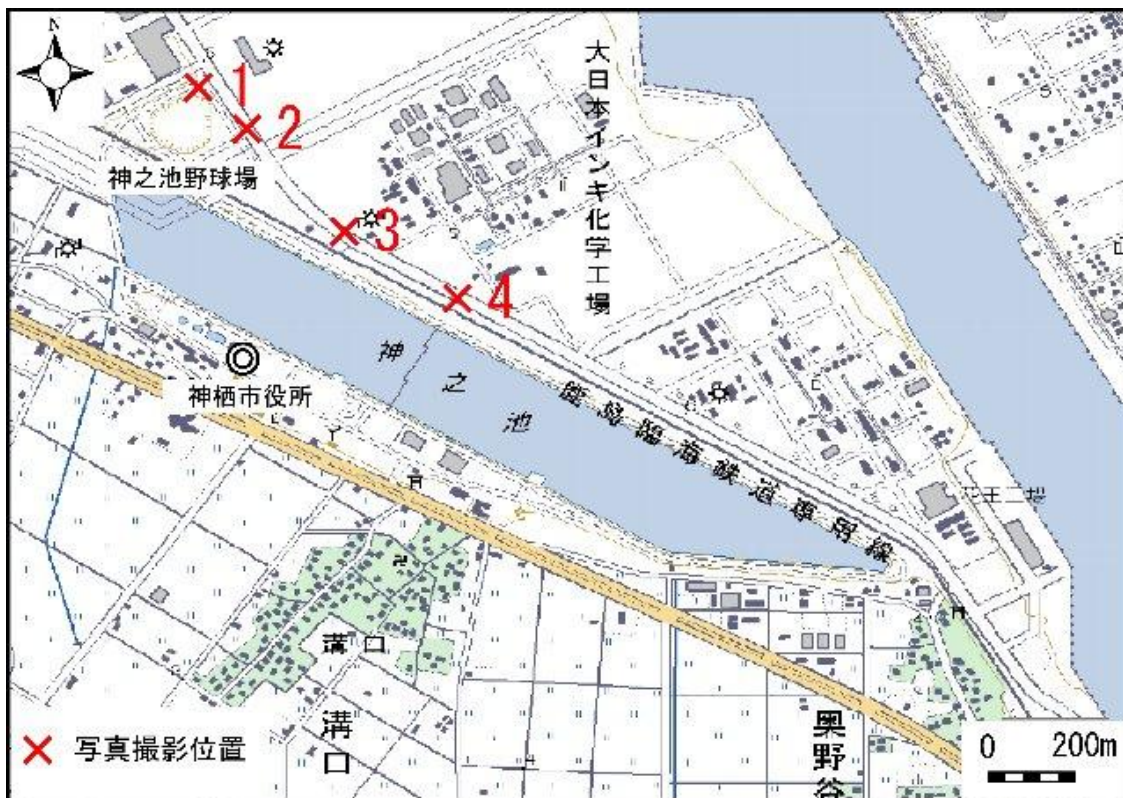 N
1
2
3
4
大日本インキ化学工場
神之池野球場
神栖市役所
神之池
鹿島臨海鉄道専用線
花王工場
溝口
溝口
奥野谷
写真撮影位置
0 200m